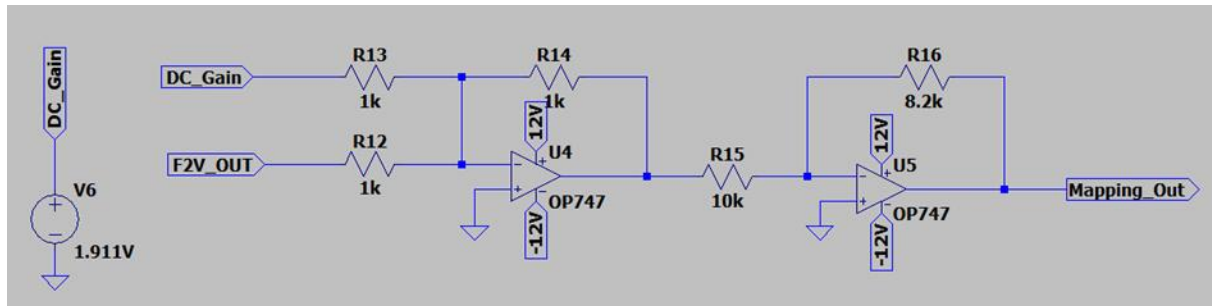 DC_Gain
V6
1.911V
DC_Gain
R13
1k
F2V_OUT
R12
1k
R14
1k
12V
U4
OP747
-12V
R15
10k
R16
8.2k
12V
U5
OP747
-12V
Mapping_Out